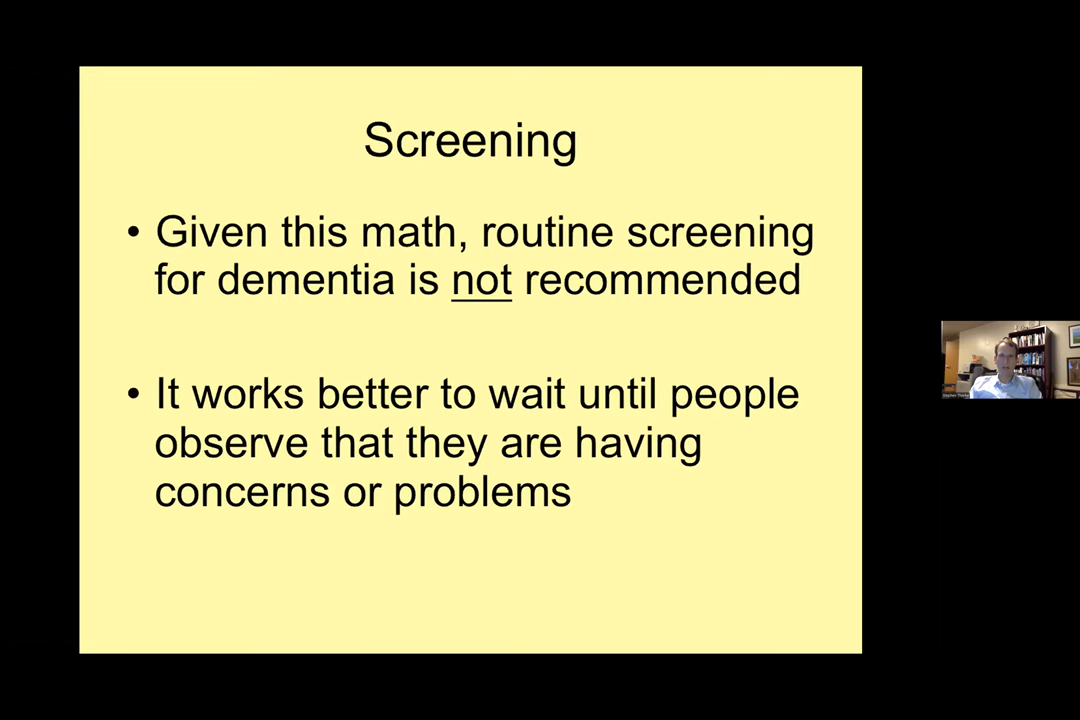 Screening
• Given this math, routine screening
for dementia is not recommended
• It works better to wait until people
observe that they are having
concerns or problems
Stephen